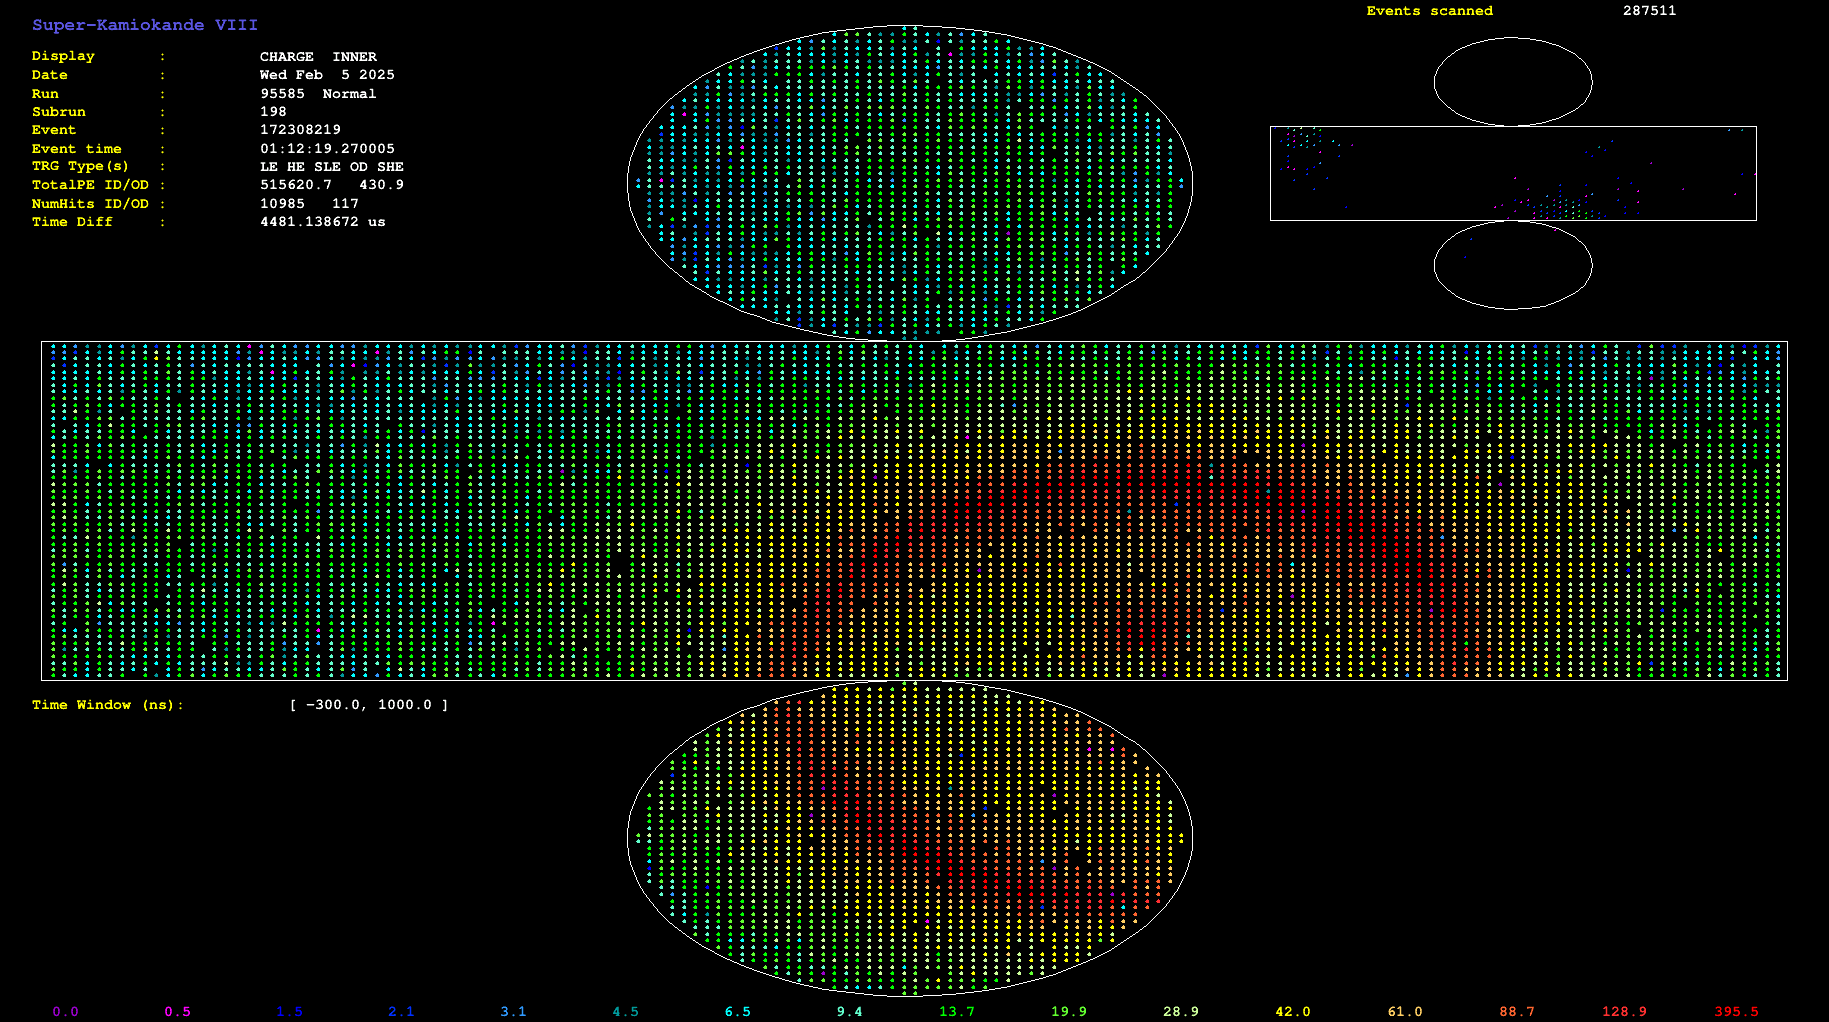 Super-Kamiokande VIII
Events scanned 287511
Display : CHARGE INNER
Date : Wed Feb 5 2025
Run : 95585 Normal
Subrun : 198
Event : 172308219
Event time : 01:12:19.270005
TRG Type(s) : LE HE SLE OD SHE
TotalPE ID/OD : 515620.7 430.9
NumHits ID/OD : 10985 117
Time Diff : 4481.138672 us
Time Window (ns): [ -300.0, 1000.0 ]
0.0 0.5 1.5 2.1 3.1 4.5 6.5 9.4 13.7 19.9 28.9 42.0 61.0 88.7 128.9 395.5